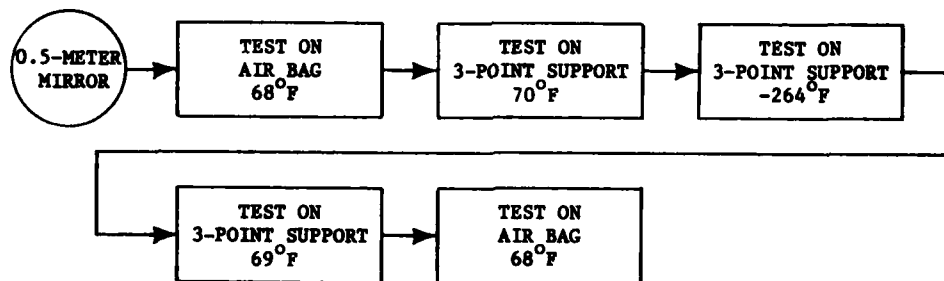 0.5-METER
MIRROR
TEST ON
AIR BAG
68°F
TEST ON
3-POINT SUPPORT
70°F
TEST ON
3-POINT SUPPORT
-264°F
TEST ON
3-POINT SUPPORT
69°F
TEST ON
AIR BAG
68°F